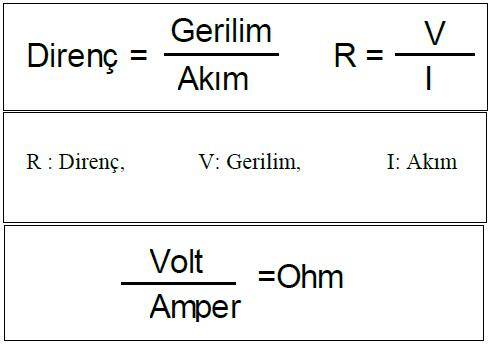 Direnç = Gerilim / Akım R = V / I
R : Direnç, V: Gerilim, I: Akım
Volt / Amper =Ohm